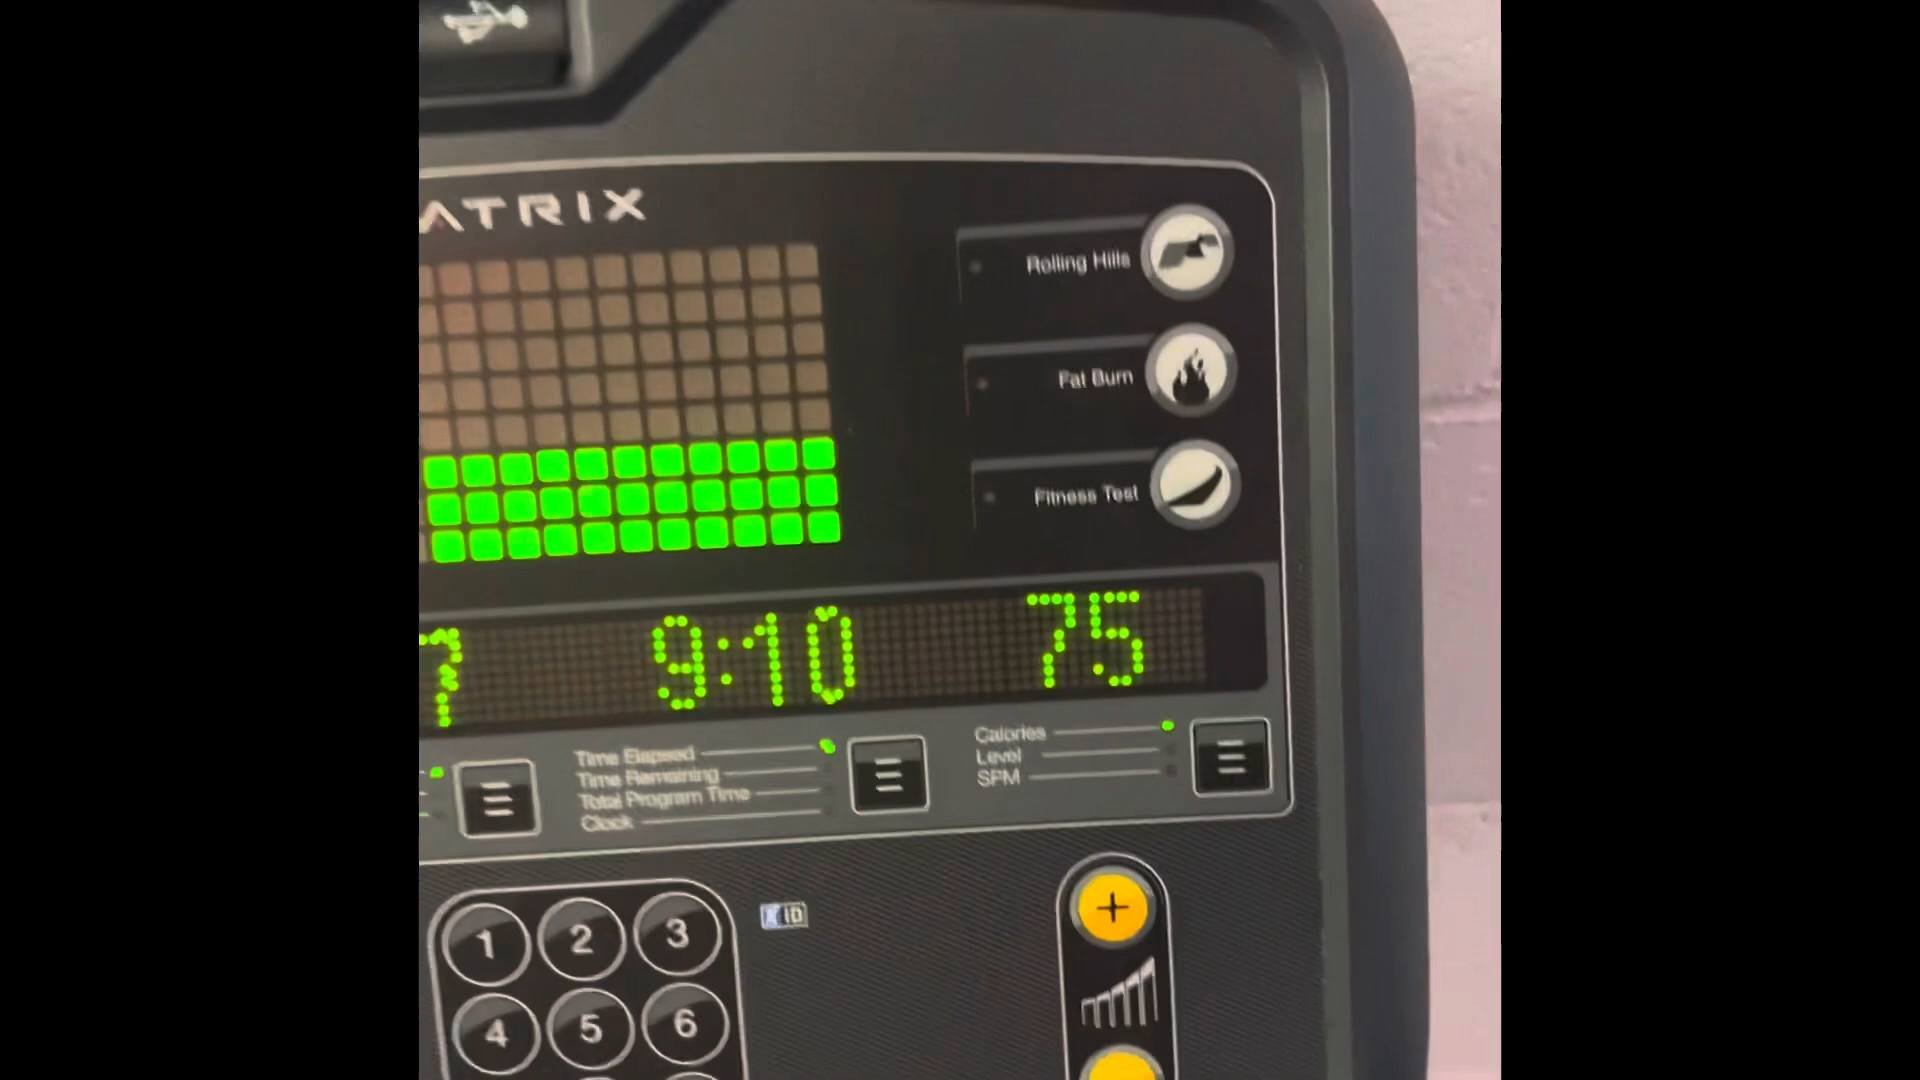 ATRIX
Rolling Hills
Fat Burn
Fitness Test
9:10
75
Time Elapsed
Time Remaining
Total Program Time
Clock
Calories
Level
SPM
1 2 3
ID
+
4 5 6